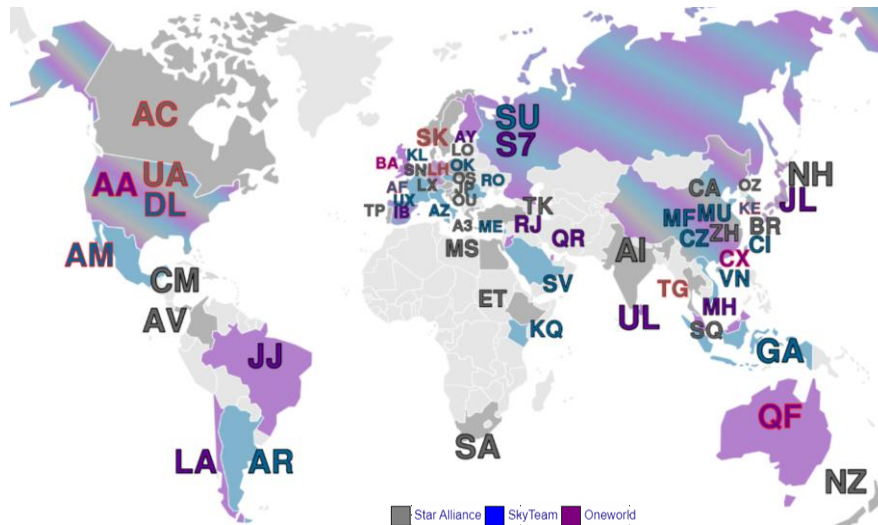 AC
SK
SU
S7
AY
LO
BA
KL
SN
LH
OK
OS
AF
LX
JP
RO
UX
OU
IB
AZ
TP
A3
ME
TK
MS
RJ
QR
SV
ET
KQ
SA
UA
AA
DL
AM
CM
AV
JJ
LA
AR
CA
OZ
NH
MF
MU
KE
JL
CZ
ZH
BR
CI
AI
CX
VN
TG
MH
UL
SQ
GA
QF
NZ
Star Alliance SkyTeam Oneworld